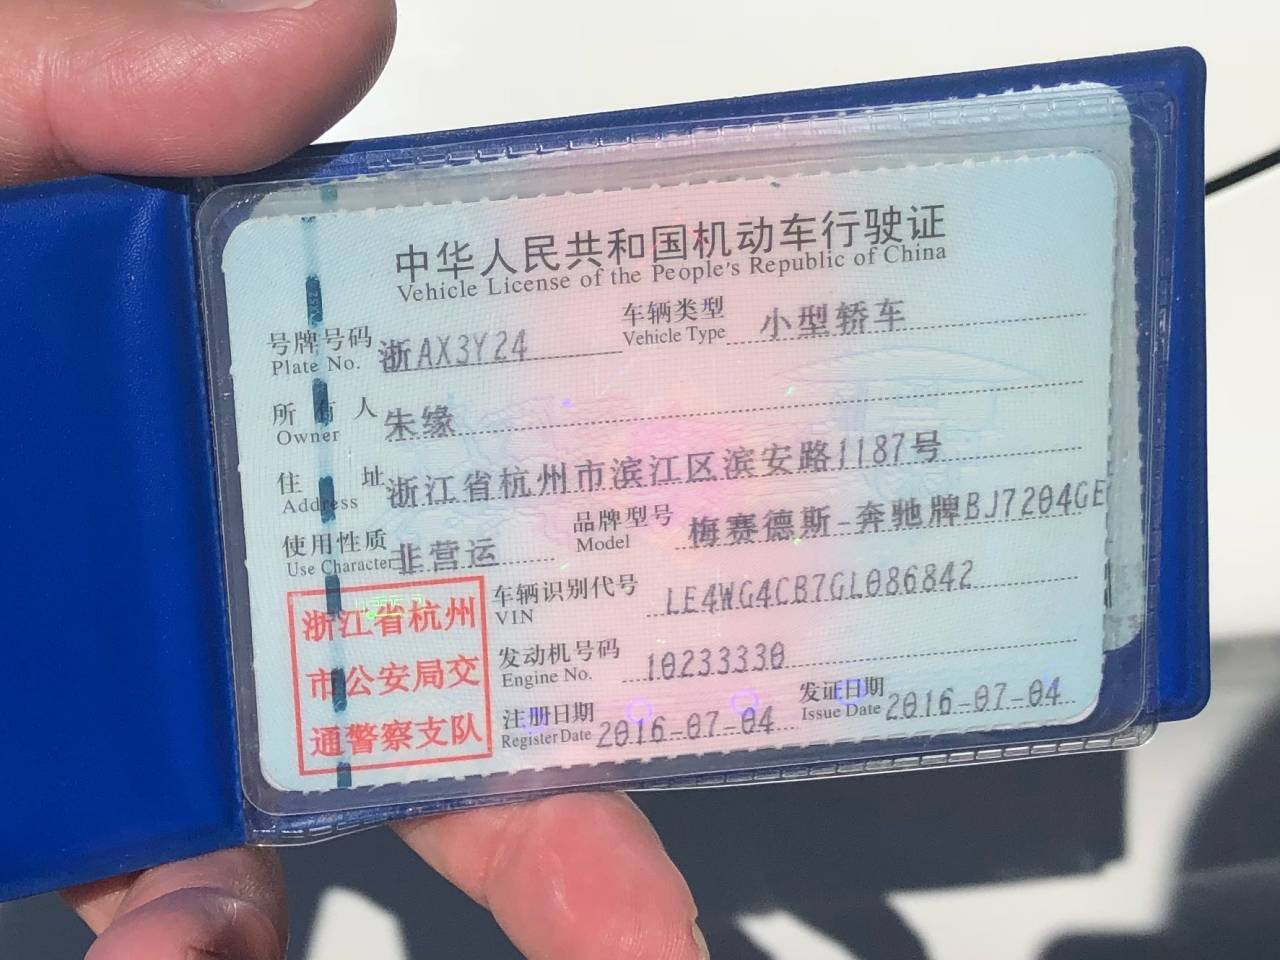 中华人民共和国机动车行驶证
Vehicle License of the People's Republic of China
号牌号码 浙AX3Y24 车辆类型 小型轿车
Plate No. Vehicle Type
所有人 朱缘
Owner
住址 浙江省杭州市滨江区滨安路1187号
Address
使用性质 非营运 品牌型号 梅赛德斯-奔驰牌BJ7204GE
Use Character Model
浙江省杭州
市公安局交
通警察支队
车辆识别代号 LE4WG4CB7GL086842
VIN
发动机号码 10233330
Engine No.
注册日期 2016-07-04 发证日期 2016-07-04
Register Date Issue Date